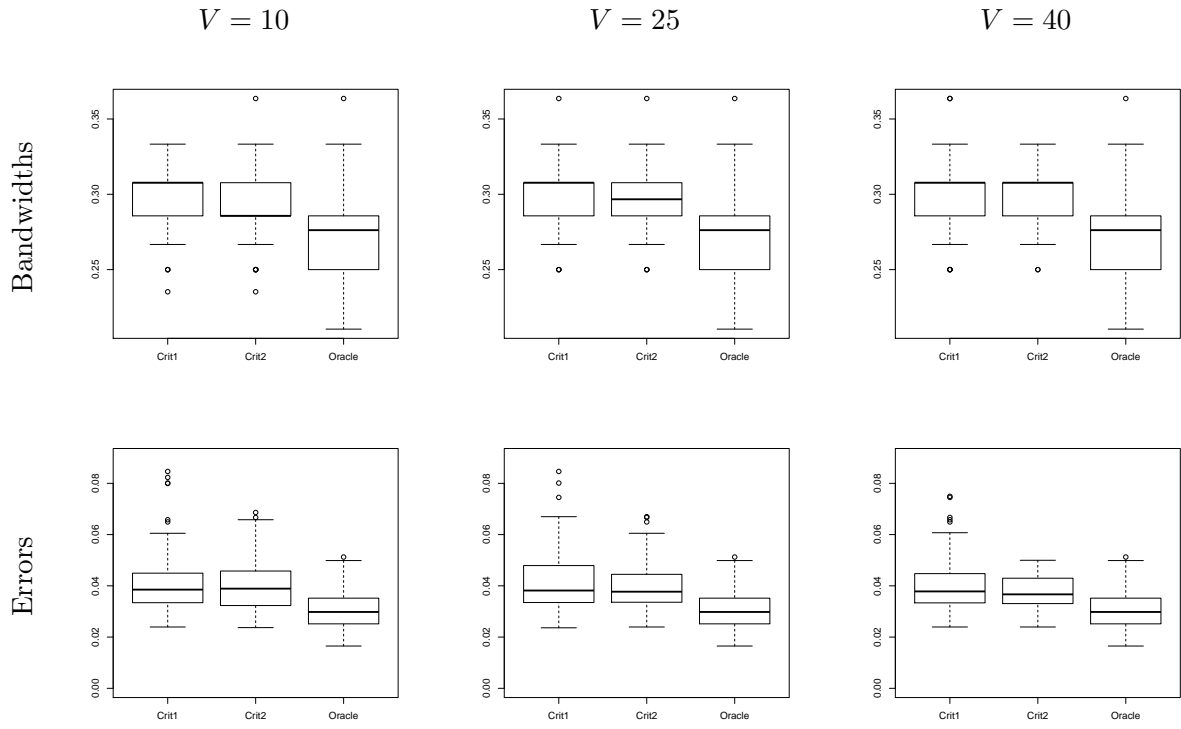 V = 10 V = 25 V = 40
Bandwidths
0.35 0.35 0.35
0.30 0.30 0.30
0.25 0.25 0.25
Crit1 Crit2 Oracle Crit1 Crit2 Oracle Crit1 Crit2 Oracle
Errors
0.08 0.08 0.08
0.06 0.06 0.06
0.04 0.04 0.04
0.02 0.02 0.02
0.00 0.00 0.00
Crit1 Crit2 Oracle Crit1 Crit2 Oracle Crit1 Crit2 Oracle